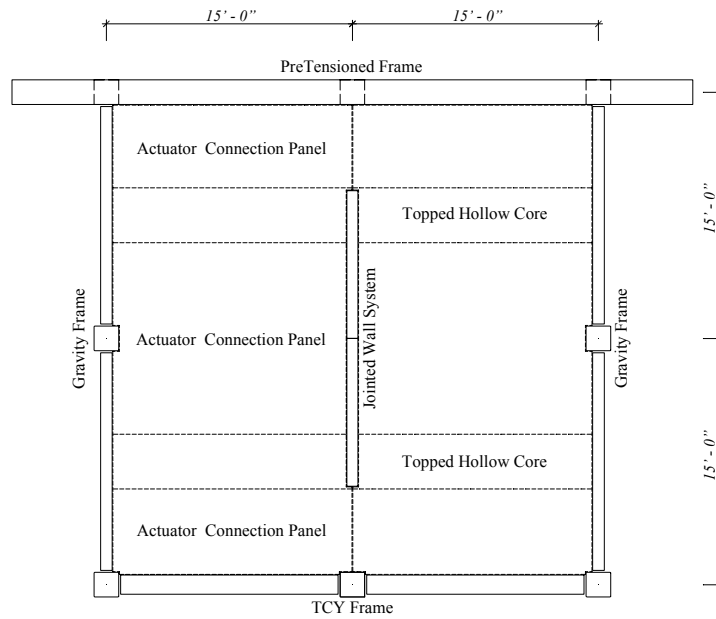 15' - 0" 15' - 0"
PreTensioned Frame
Actuator  Connection Panel
Topped Hollow Core
15' - 0"
Gravity Frame
Actuator  Connection Panel
Jointed Wall System
Gravity Frame
Topped Hollow Core
15' - 0"
Actuator  Connection Panel
TCY Frame